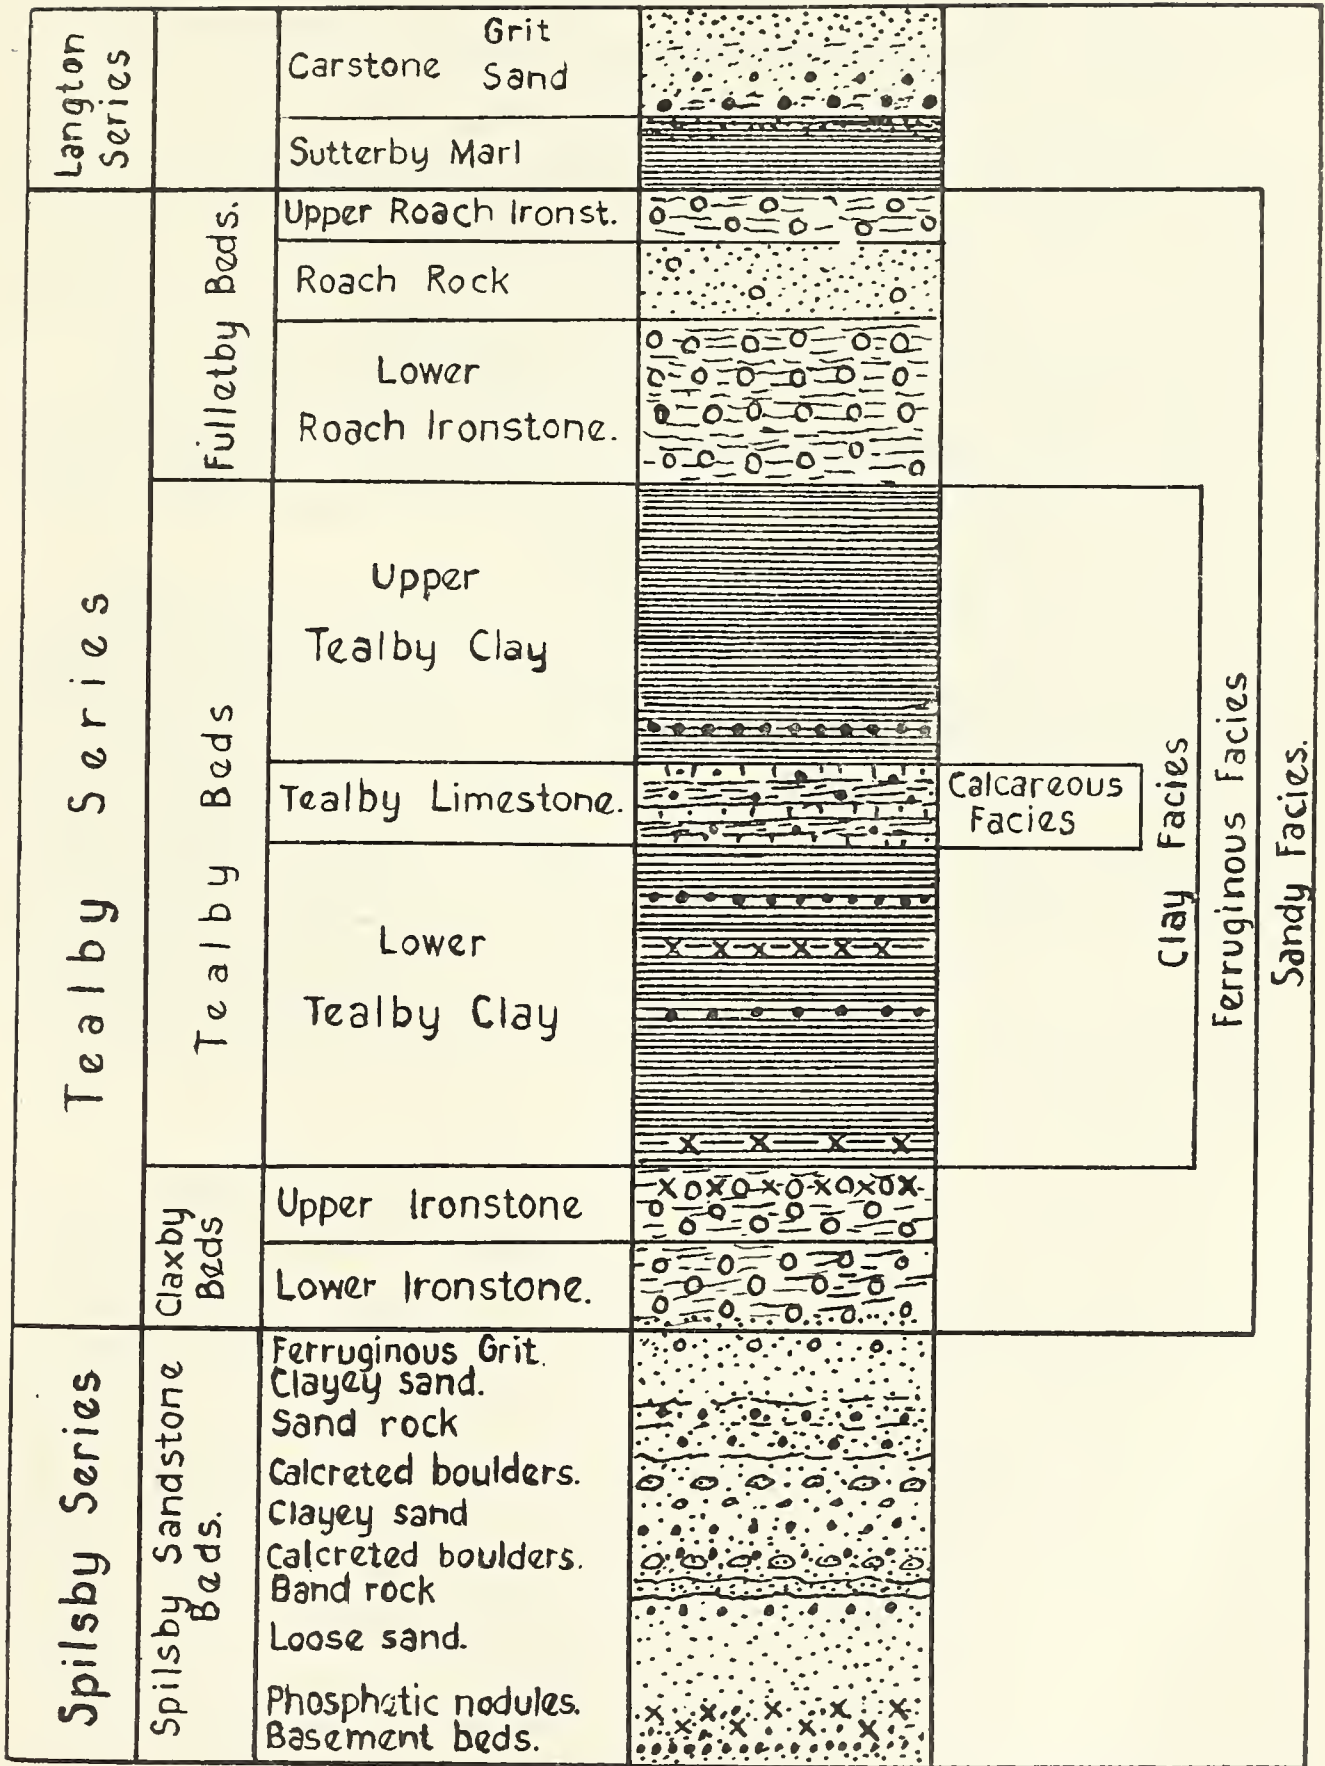 Langton
Series
Carstone Grit
Sand
Sutterby Marl
Tealby Series
Fulletby Beds.
Upper Roach Ironst.
Roach Rock
Lower
Roach Ironstone.
Tealby Beds
Upper
Tealby Clay
Tealby Limestone.
Lower
Tealby Clay
Claxby
Beds
Upper Ironstone
Lower Ironstone.
Spilsby Series
Spilsby Sandstone
Beds.
Ferruginous Grit.
Clayey sand.
Sand rock
Calcreted boulders.
Clayey sand
Calcreted boulders.
Band rock
Loose sand.
Phosphatic nodules.
Basement beds.
Calcareous
Facies
Clay Facies
Ferruginous Facies
Sandy Facies.